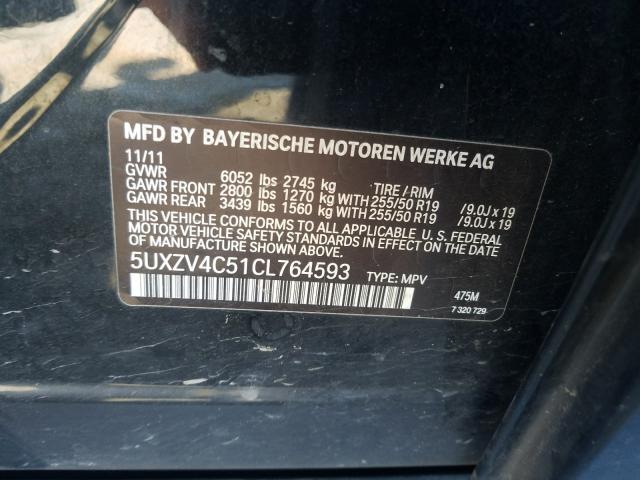 MFD BY BAYERISCHE MOTOREN WERKE AG
11/11
GVWR 6052 lbs 2745 kg TIRE / RIM
GAWR FRONT 2800 lbs 1270 kg WITH 255/50 R19 /9.0J x 19
GAWR REAR 3439 lbs 1560 kg WITH 255/50 R19 /9.0J x 19
THIS VEHICLE CONFORMS TO ALL APPLICABLE U.S. FEDERAL
MOTOR VEHICLE SAFETY STANDARDS IN EFFECT ON THE
DATE OF MANUFACTURE SHOWN ABOVE.
5UXZV4C51CL764593 TYPE: MPV
475M
7 320 729